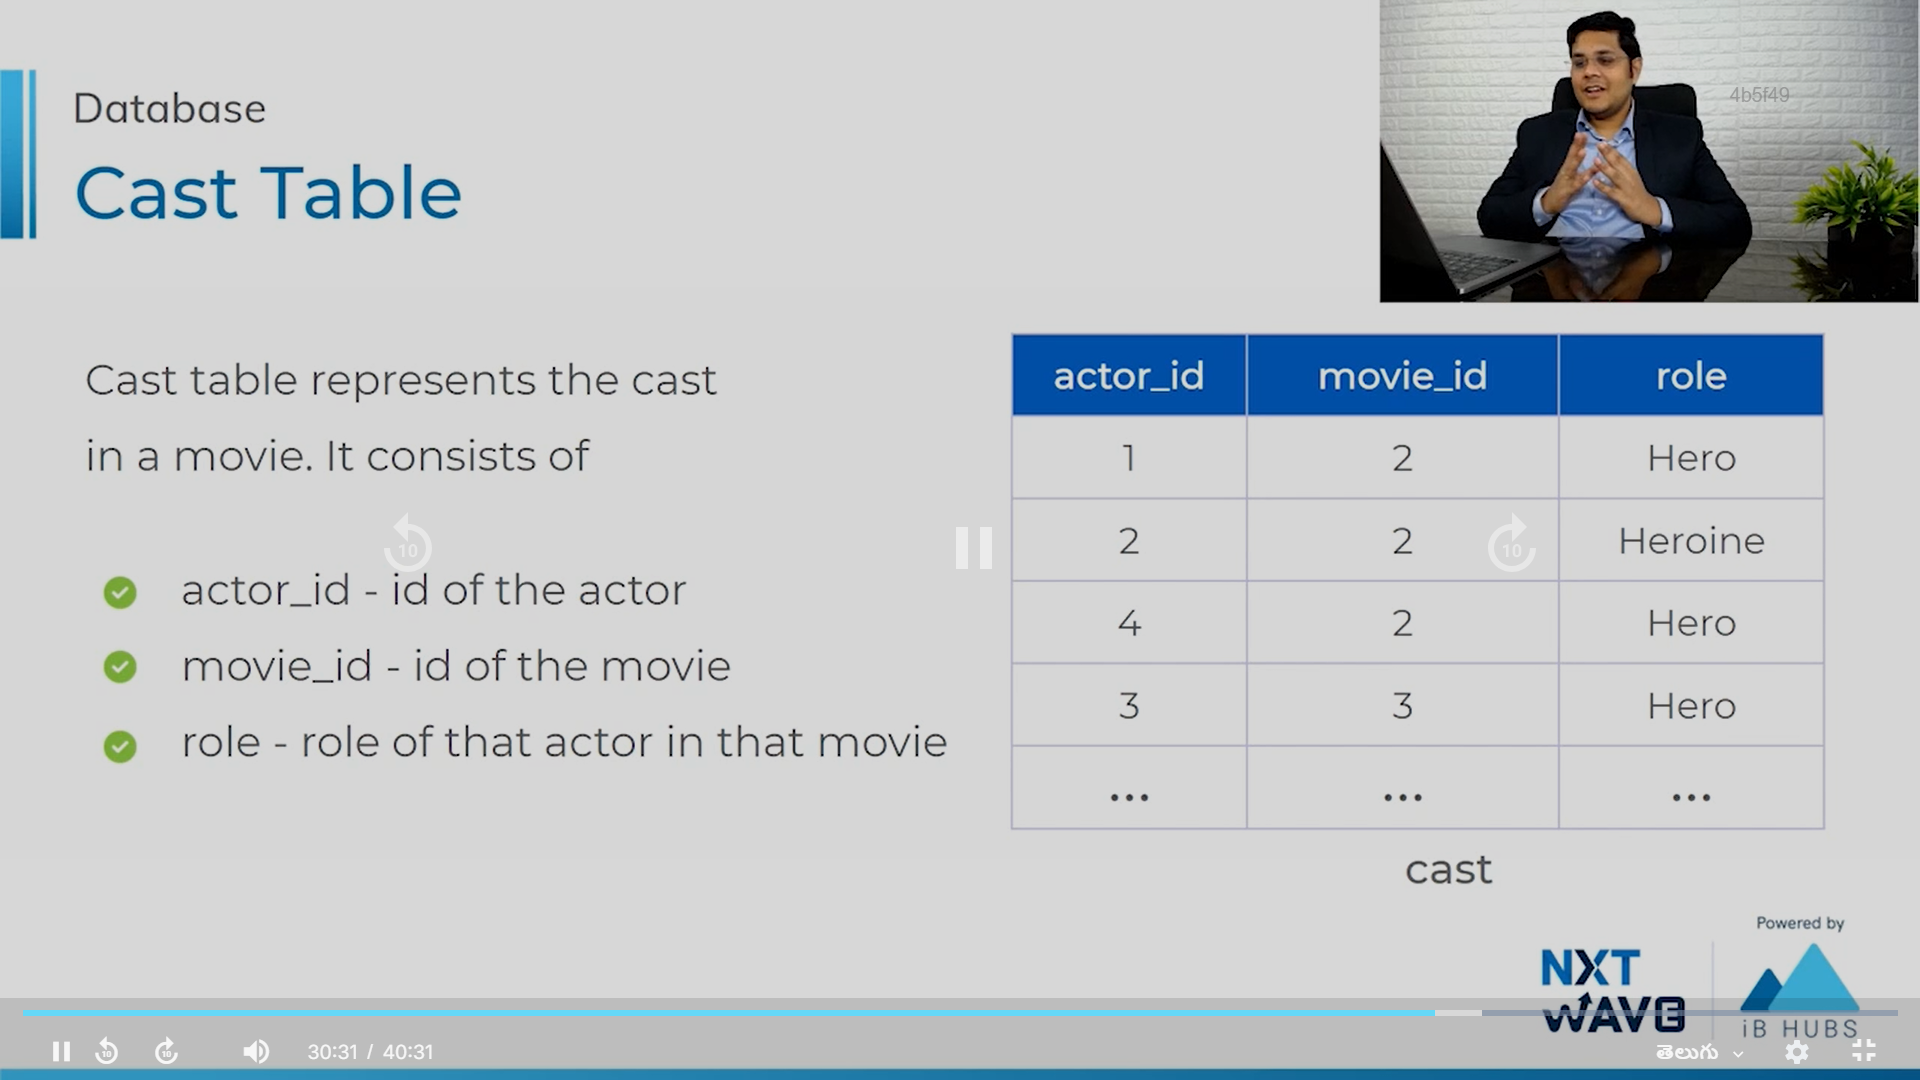 Database
Cast Table
4b5f49
Cast table represents the cast
in a movie. It consists of
actor_id - id of the actor
movie_id - id of the movie
role - role of that actor in that movie
actor_id movie_id role
1 2 Hero
2 2 Heroine
4 2 Hero
3 3 Hero
... ... ...
cast
10
10
Powered by
NXT
WAVE
iB HUBS
10
10
30:31 / 40:31
తెలుగు